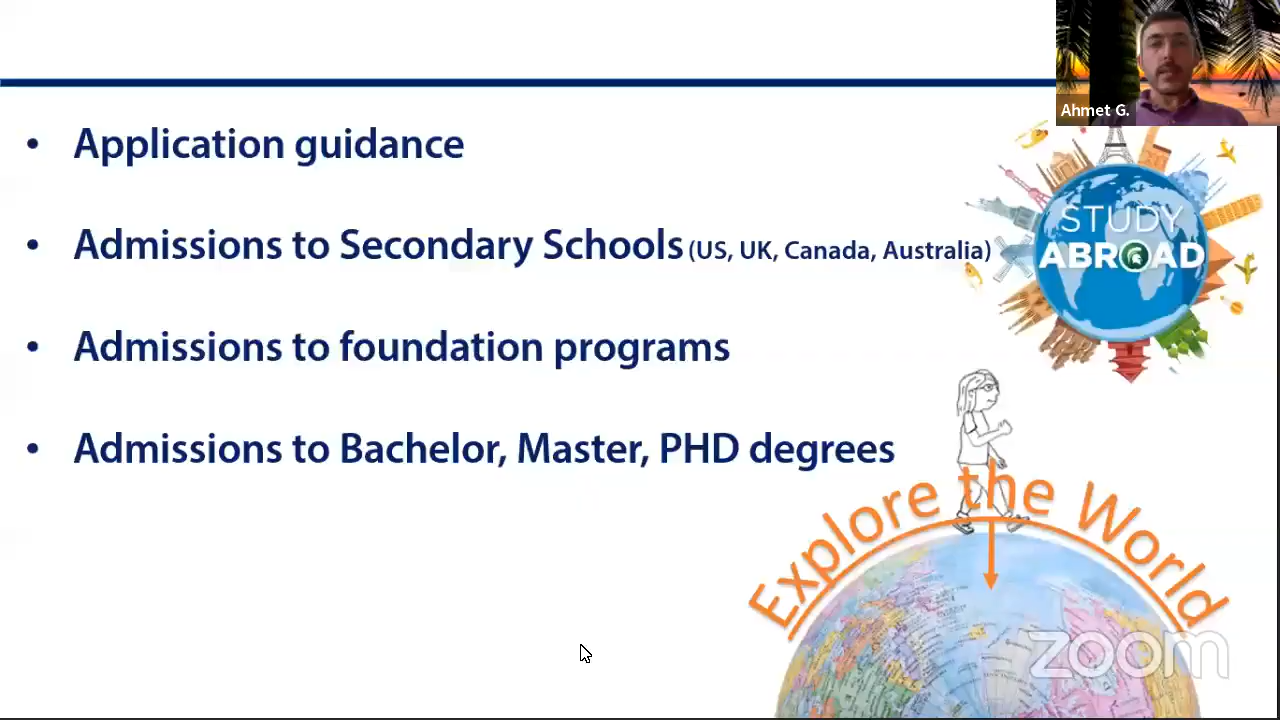 Ahmet G.
• Application guidance
• Admissions to Secondary Schools (US, UK, Canada, Australia)
STUDY
ABROAD
• Admissions to foundation programs
• Admissions to Bachelor, Master, PHD degrees
Explore the World
zoom